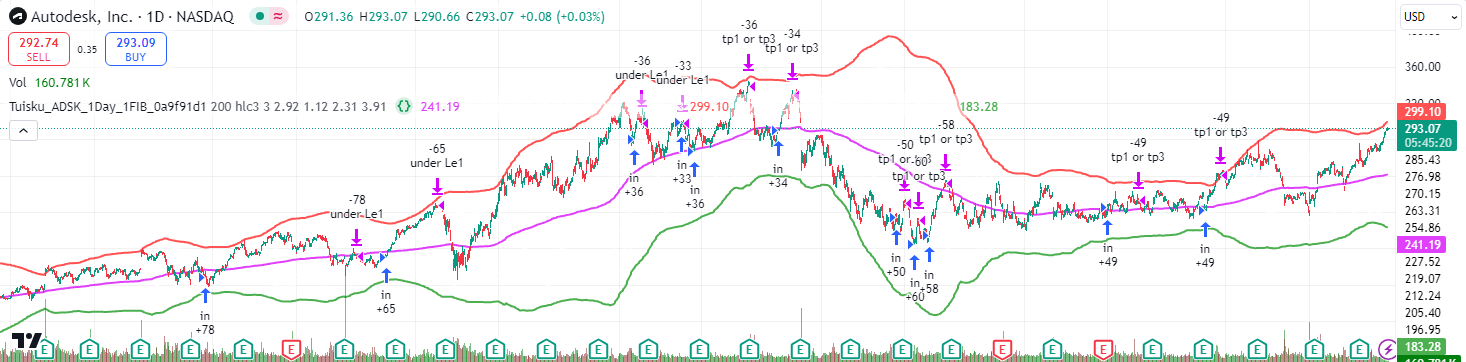 Autodesk, Inc. · 1D · NASDAQ
O291.36 H293.07 L290.66 C293.07 +0.08 (+0.03%)
USD
292.74
SELL
0.35
293.09
BUY
Vol 160.781 K
Tuisku_ADSK_1Day_1FIB_0a9f91d1 200 hlc3 3 2.92 1.12 2.31 3.91 {} 241.19
299.10
183.28
-78
under Le1
-65
under Le1
-36
under Le1
-33
under Le1
-36
tp1 or tp3
-34
tp1 or tp3
-50
tp1 or tp3
-60
tp1 or tp3
-58
tp1 or tp3
-49
tp1 or tp3
-49
tp1 or tp3
in
+78
in
+65
in
+36
in
+33
in
+36
in
+34
in
+50
in
+60
in
+58
in
+49
in
+49
360.00
299.10
293.07
05:45:20
285.43
276.98
270.15
263.31
254.86
241.19
227.52
219.07
212.24
205.40
196.95
183.28
E E E E E E E E E E E E E E E E E E E E E E E E E E E